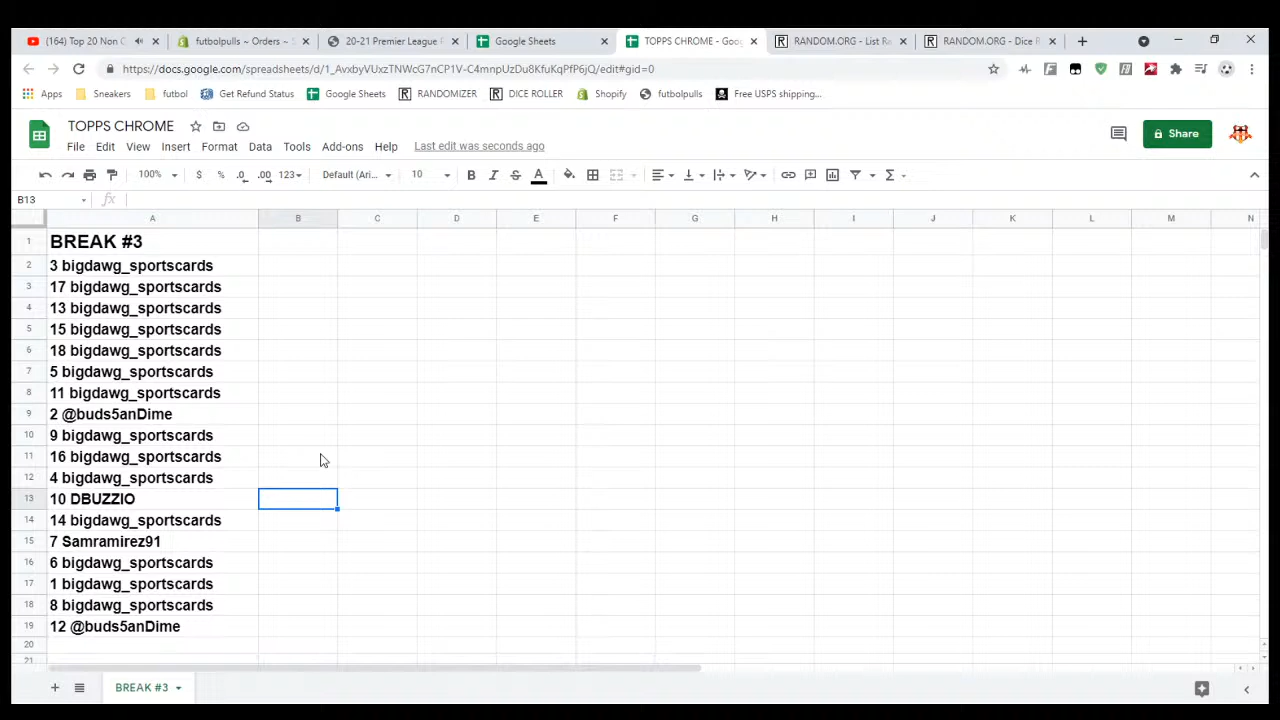 (164) Top 20 Non C
futbolpulls ~ Orders ~ S
20-21 Premier League
Google Sheets
TOPPS CHROME - Goog
RANDOM.ORG - List Ra
RANDOM.ORG - Dice
https://docs.google.com/spreadsheets/d/1_AvxbyVUxzTNWcG7nCP1V-C4mnpUzDu8KfuKqPfP6jQ/edit#gid=0
Apps Sneakers futbol Get Refund Status Google Sheets RANDOMIZER DICE ROLLER Shopify futbolpulls Free USPS shipping...
TOPPS CHROME
Share
File Edit View Insert Format Data Tools Add-ons Help Last edit was seconds ago
100% $ % .0 .00 123 Default (Ari... 10 B I S A
B13 fx
A B C D E F G H I J K L M N
1 BREAK #3
2 3 bigdawg_sportscards
3 17 bigdawg_sportscards
4 13 bigdawg_sportscards
5 15 bigdawg_sportscards
6 18 bigdawg_sportscards
7 5 bigdawg_sportscards
8 11 bigdawg_sportscards
9 2 @buds5anDime
10 9 bigdawg_sportscards
11 16 bigdawg_sportscards
12 4 bigdawg_sportscards
13 10 DBUZZIO
14 14 bigdawg_sportscards
15 7 Samramirez91
16 6 bigdawg_sportscards
17 1 bigdawg_sportscards
18 8 bigdawg_sportscards
19 12 @buds5anDime
20
21
BREAK #3